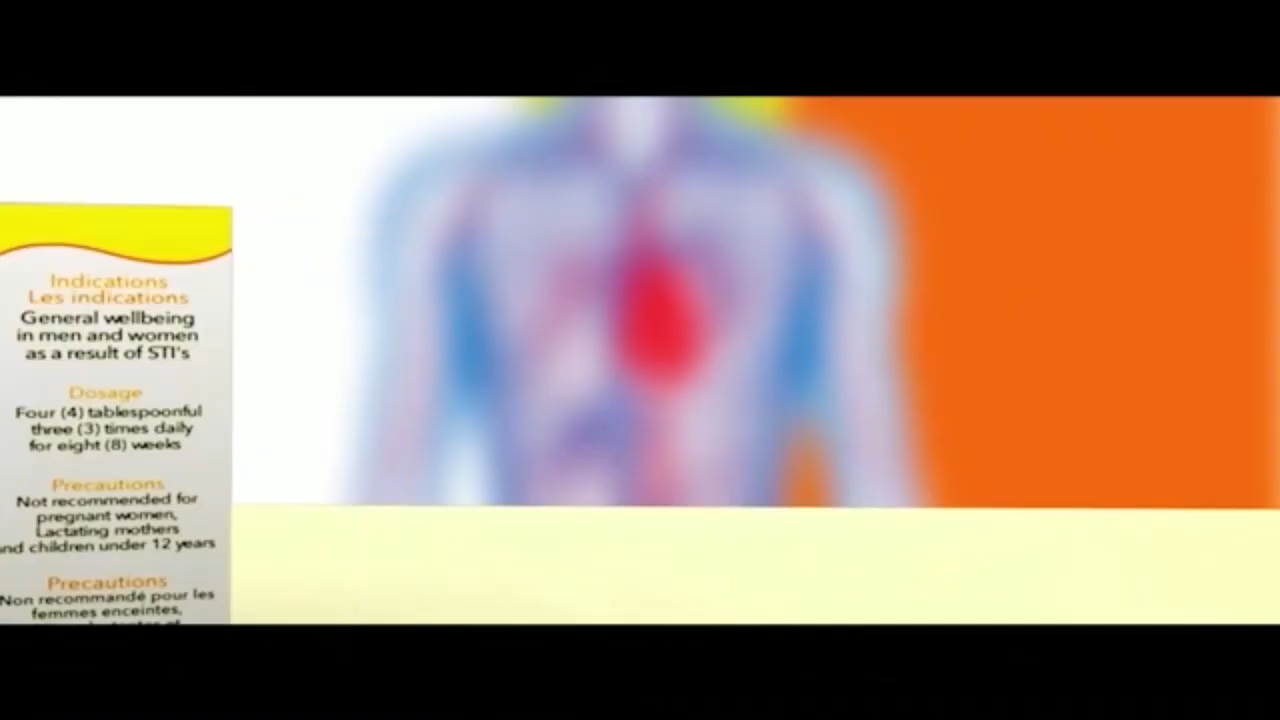 Indications
Les indications
General wellbeing
in men and women
as a result of STI's
Dosage
Four (4) tablespoonful
three (3) times daily
for eight (8) weeks
Precautions
Not recommended for
pregnant women,
Lactating mothers
nd children under 12 years
Precautions
Non recommandé pour les
femmes enceintes,